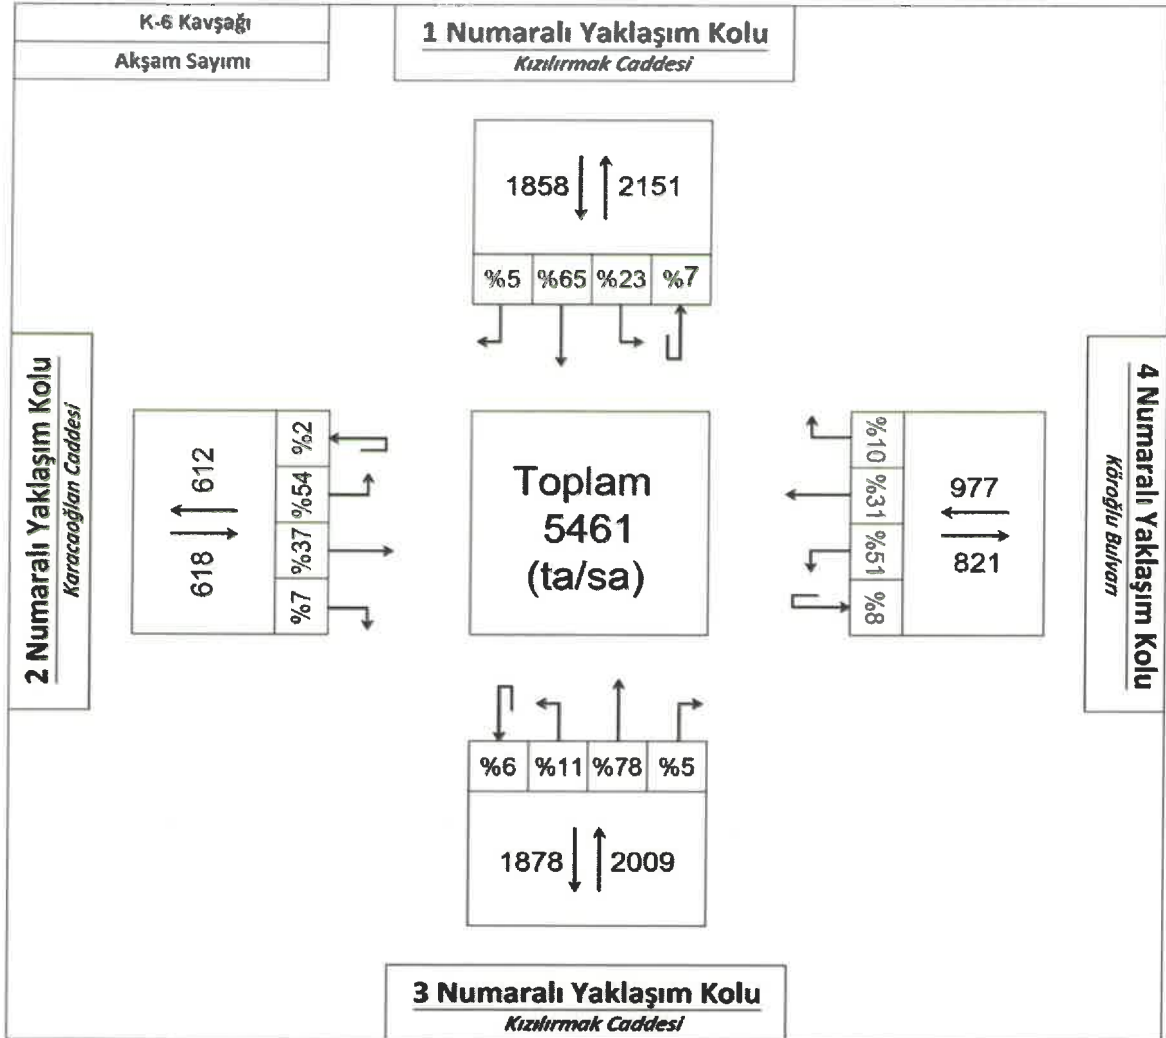 K-6 Kavşağı
Akşam Sayımı
1 Numaralı Yaklaşım Kolu
Kızılırmak Caddesi
1858 2151
%5 %65 %23 %7
2 Numaralı Yaklaşım Kolu
Karacaoğlan Caddesi
612
618
%2
%54
%37
%7
Toplam
5461
(ta/sa)
%10
%31
%51
%8
977
821
4 Numaralı Yaklaşım Kolu
Köroğlu Bulvarı
%6 %11 %78 %5
1878 2009
3 Numaralı Yaklaşım Kolu
Kızılırmak Caddesi